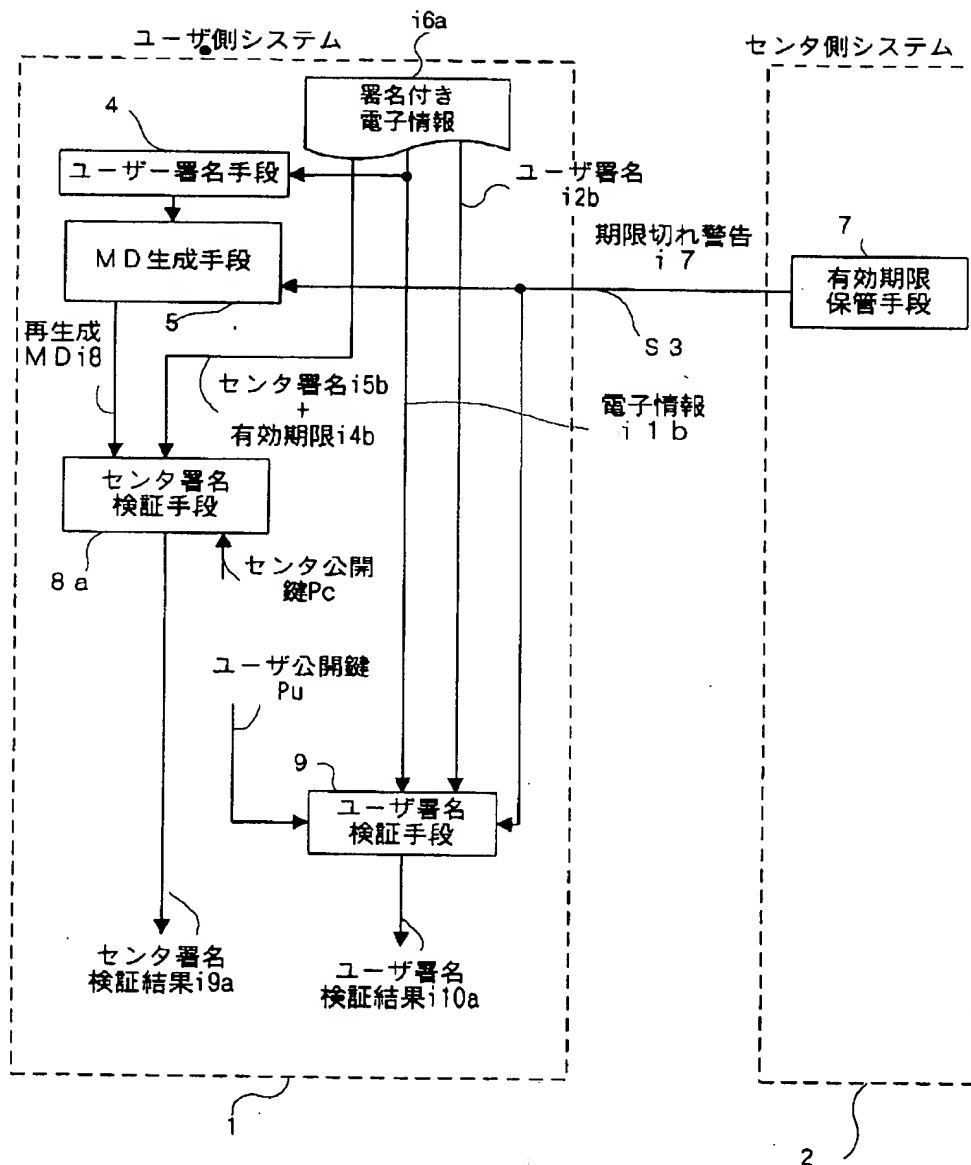 i6a
ユーザ側システム
センタ側システム
署名付き
電子情報
4
ユーザー署名手段
ユーザ署名
i2b
期限切れ警告
i7
7
有効期限
保管手段
MD生成手段
5
S3
再生成
MDi8
センタ署名i5b
+
有効期限i4b
電子情報
i1b
センタ署名
検証手段
8a
センタ公開
鍵Pc
ユーザ公開鍵
Pu
9
ユーザ署名
検証手段
センタ署名
検証結果i9a
ユーザ署名
検証結果i10a
1
2